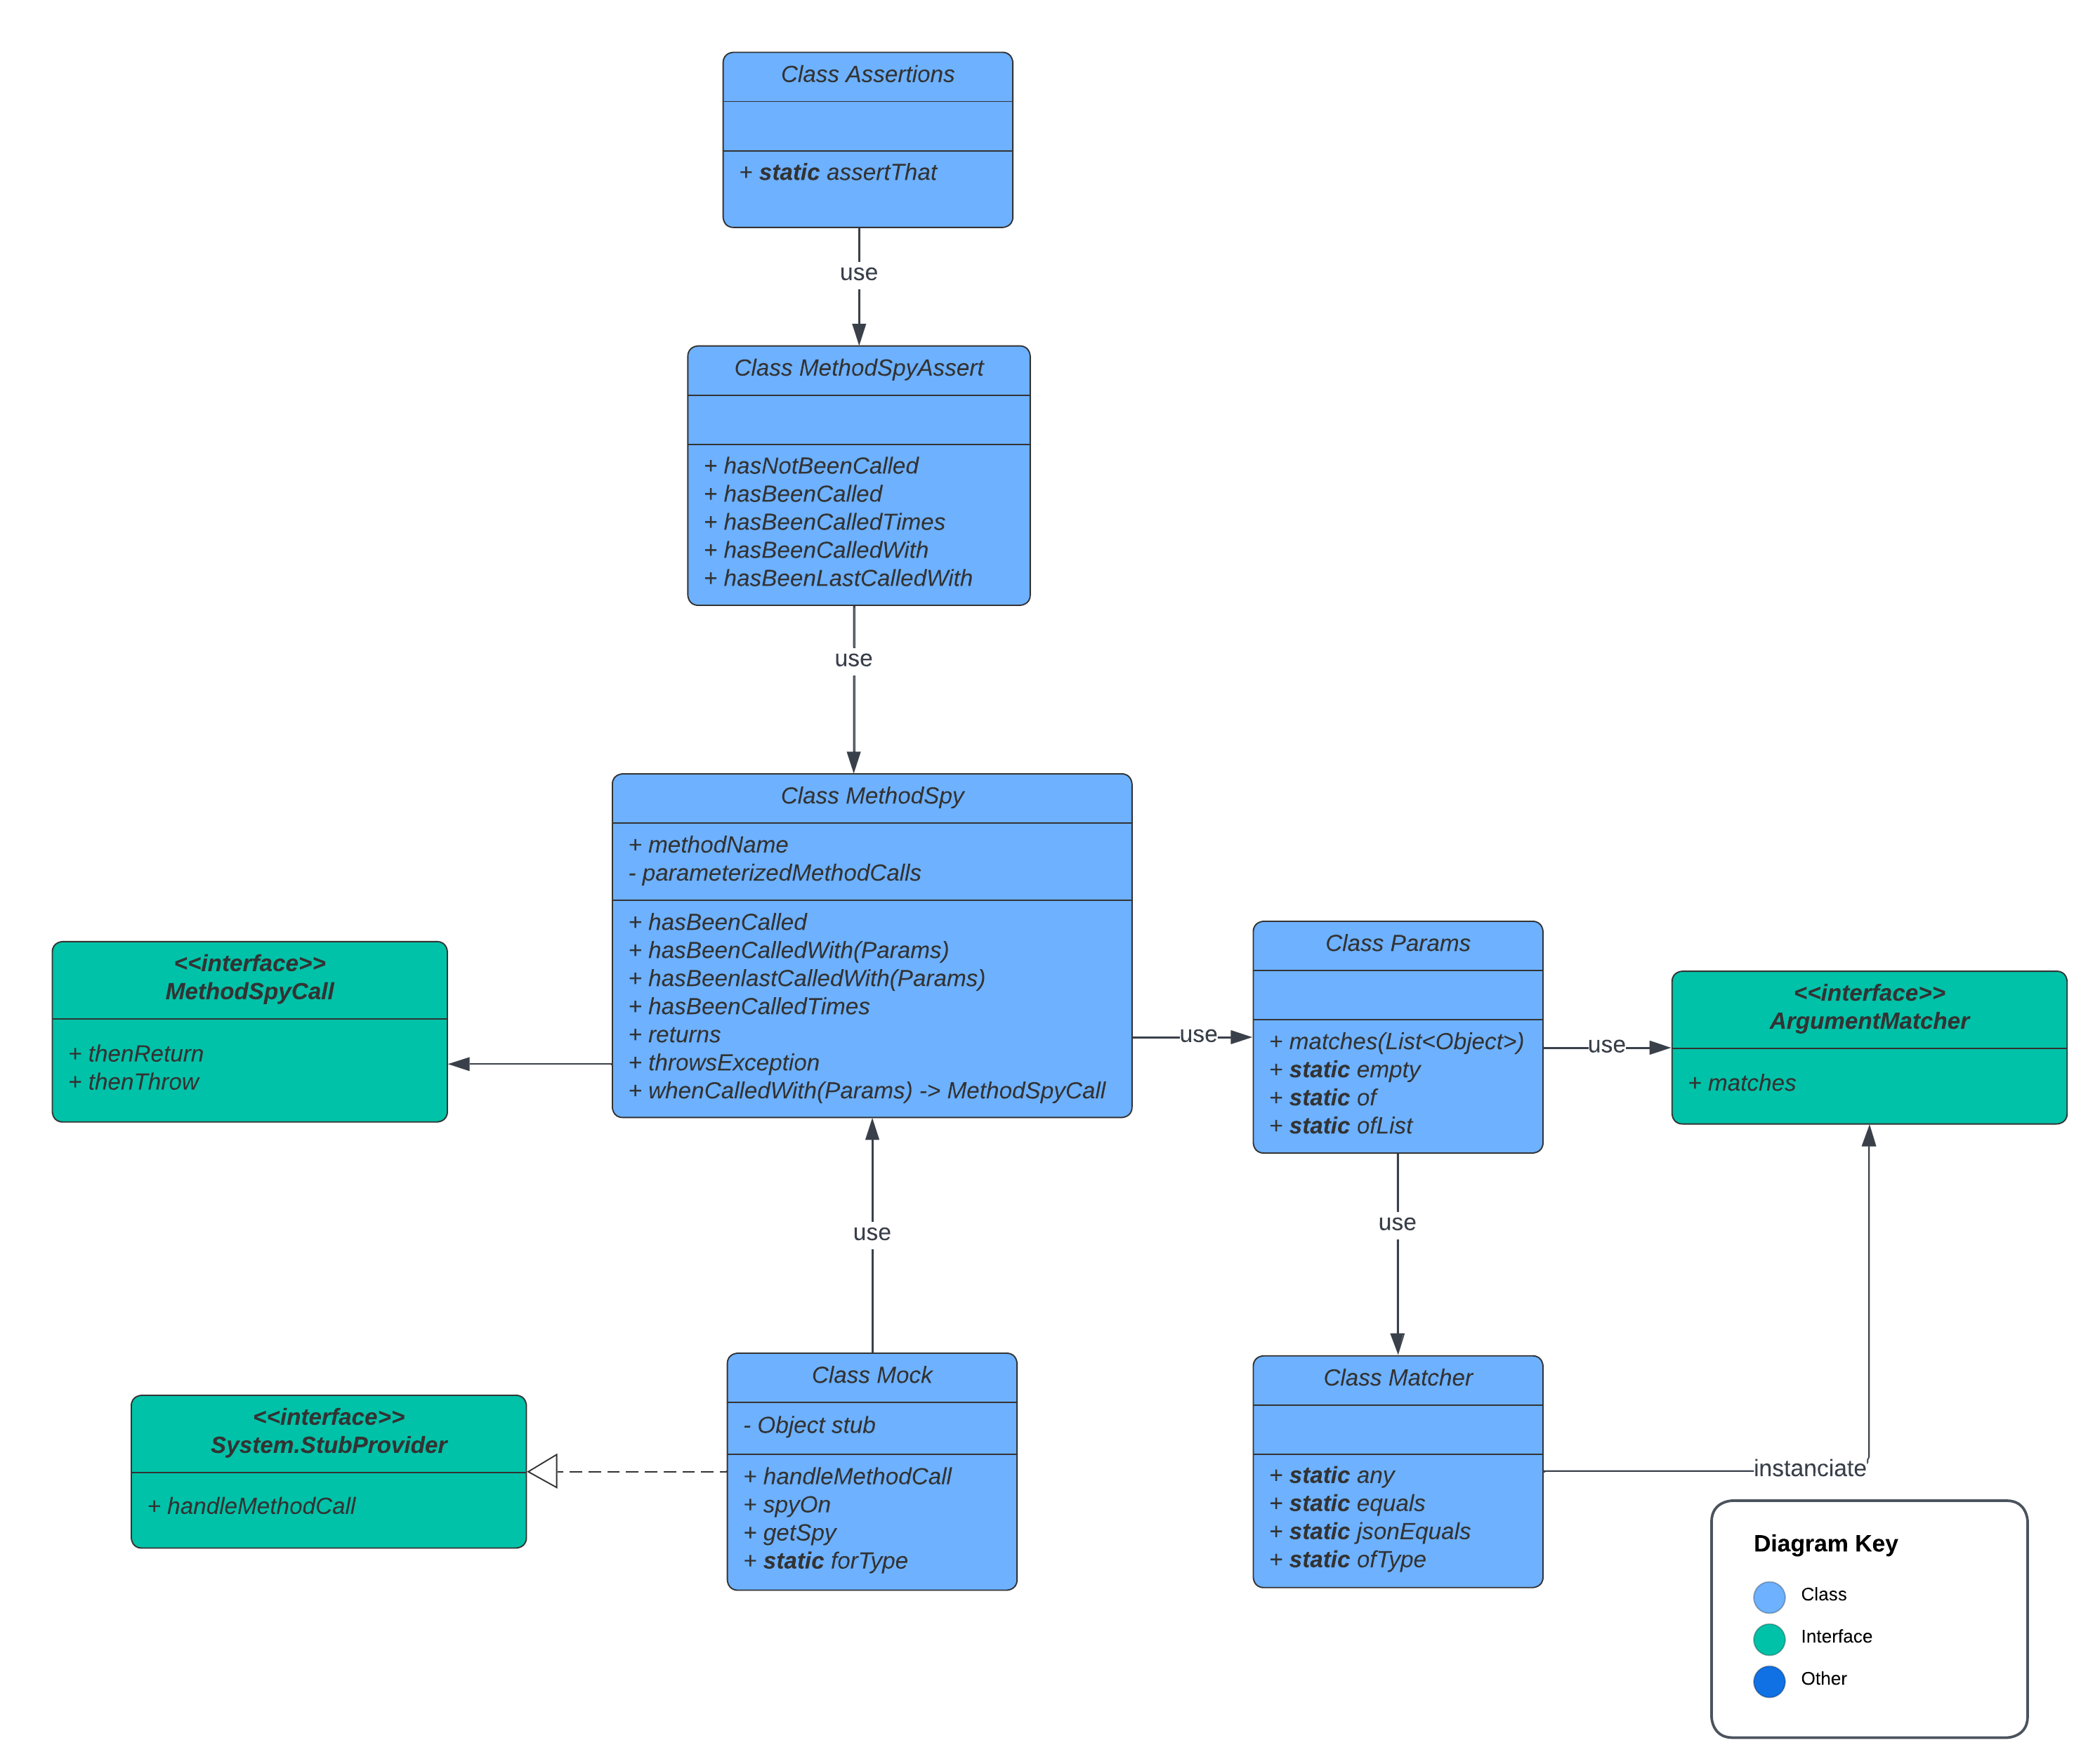 Class Assertions
+ static assertThat
use
Class MethodSpyAssert
+ hasNotBeenCalled
+ hasBeenCalled
+ hasBeenCalledTimes
+ hasBeenCalledWith
+ hasBeenLastCalledWith
use
Class MethodSpy
+ methodName
- parameterizedMethodCalls
+ hasBeenCalled
+ hasBeenCalledWith(Params)
+ hasBeenlastCalledWith(Params)
+ hasBeenCalledTimes
+ returns
+ throwsException
+ whenCalledWith(Params) -> MethodSpyCall
<<interface>>
MethodSpyCall
+ thenReturn
+ thenThrow
use
Class Params
+ matches(List<Object>)
+ static empty
+ static of
+ static ofList
use
<<interface>>
ArgumentMatcher
+ matches
use
use
<<interface>>
System.StubProvider
+ handleMethodCall
Class Mock
- Object stub
+ handleMethodCall
+ spyOn
+ getSpy
+ static forType
Class Matcher
+ static any
+ static equals
+ static jsonEquals
+ static ofType
instanciate
Diagram Key
Class
Interface
Other